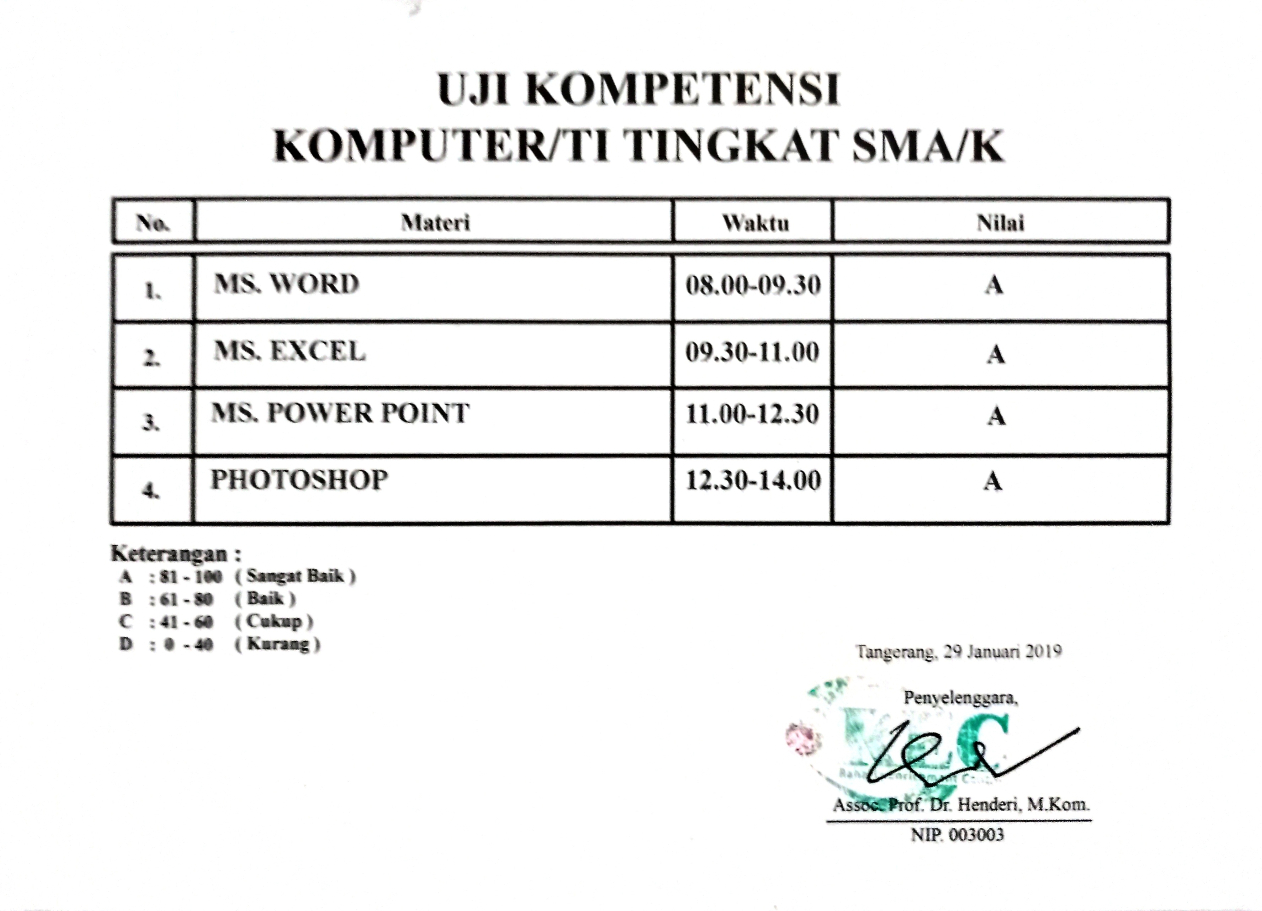 UJI KOMPETENSI
KOMPUTER/TI TINGKAT SMA/K
No. Materi Waktu Nilai
1. MS. WORD 08.00-09.30 A
2. MS. EXCEL 09.30-11.00 A
3. MS. POWER POINT 11.00-12.30 A
4. PHOTOSHOP 12.30-14.00 A
Keterangan :
A : 81 - 100 ( Sangat Baik )
B : 61 - 80 ( Baik )
C : 41 - 60 ( Cukup )
D : 0 - 40 ( Kurang )
Tangerang, 29 Januari 2019
Penyelenggara,
Assoc. Prof. Dr. Henderi, M.Kom.
NIP. 003003